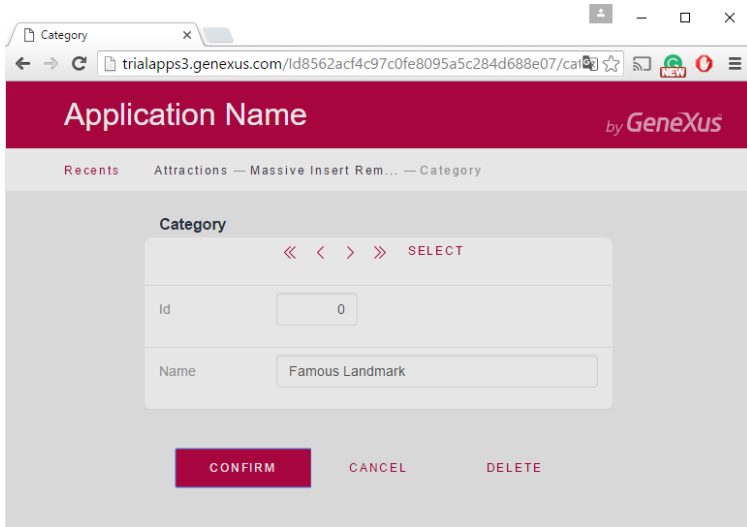 Category
trialapps3.genexus.com/Id8562acf4c97c0fe8095a5c284d688e07/cat
NEW
Application Name
by GeneXus
Recents Attractions — Massive Insert Rem... — Category
Category
SELECT
Id 0
Name Famous Landmark
CONFIRM CANCEL DELETE